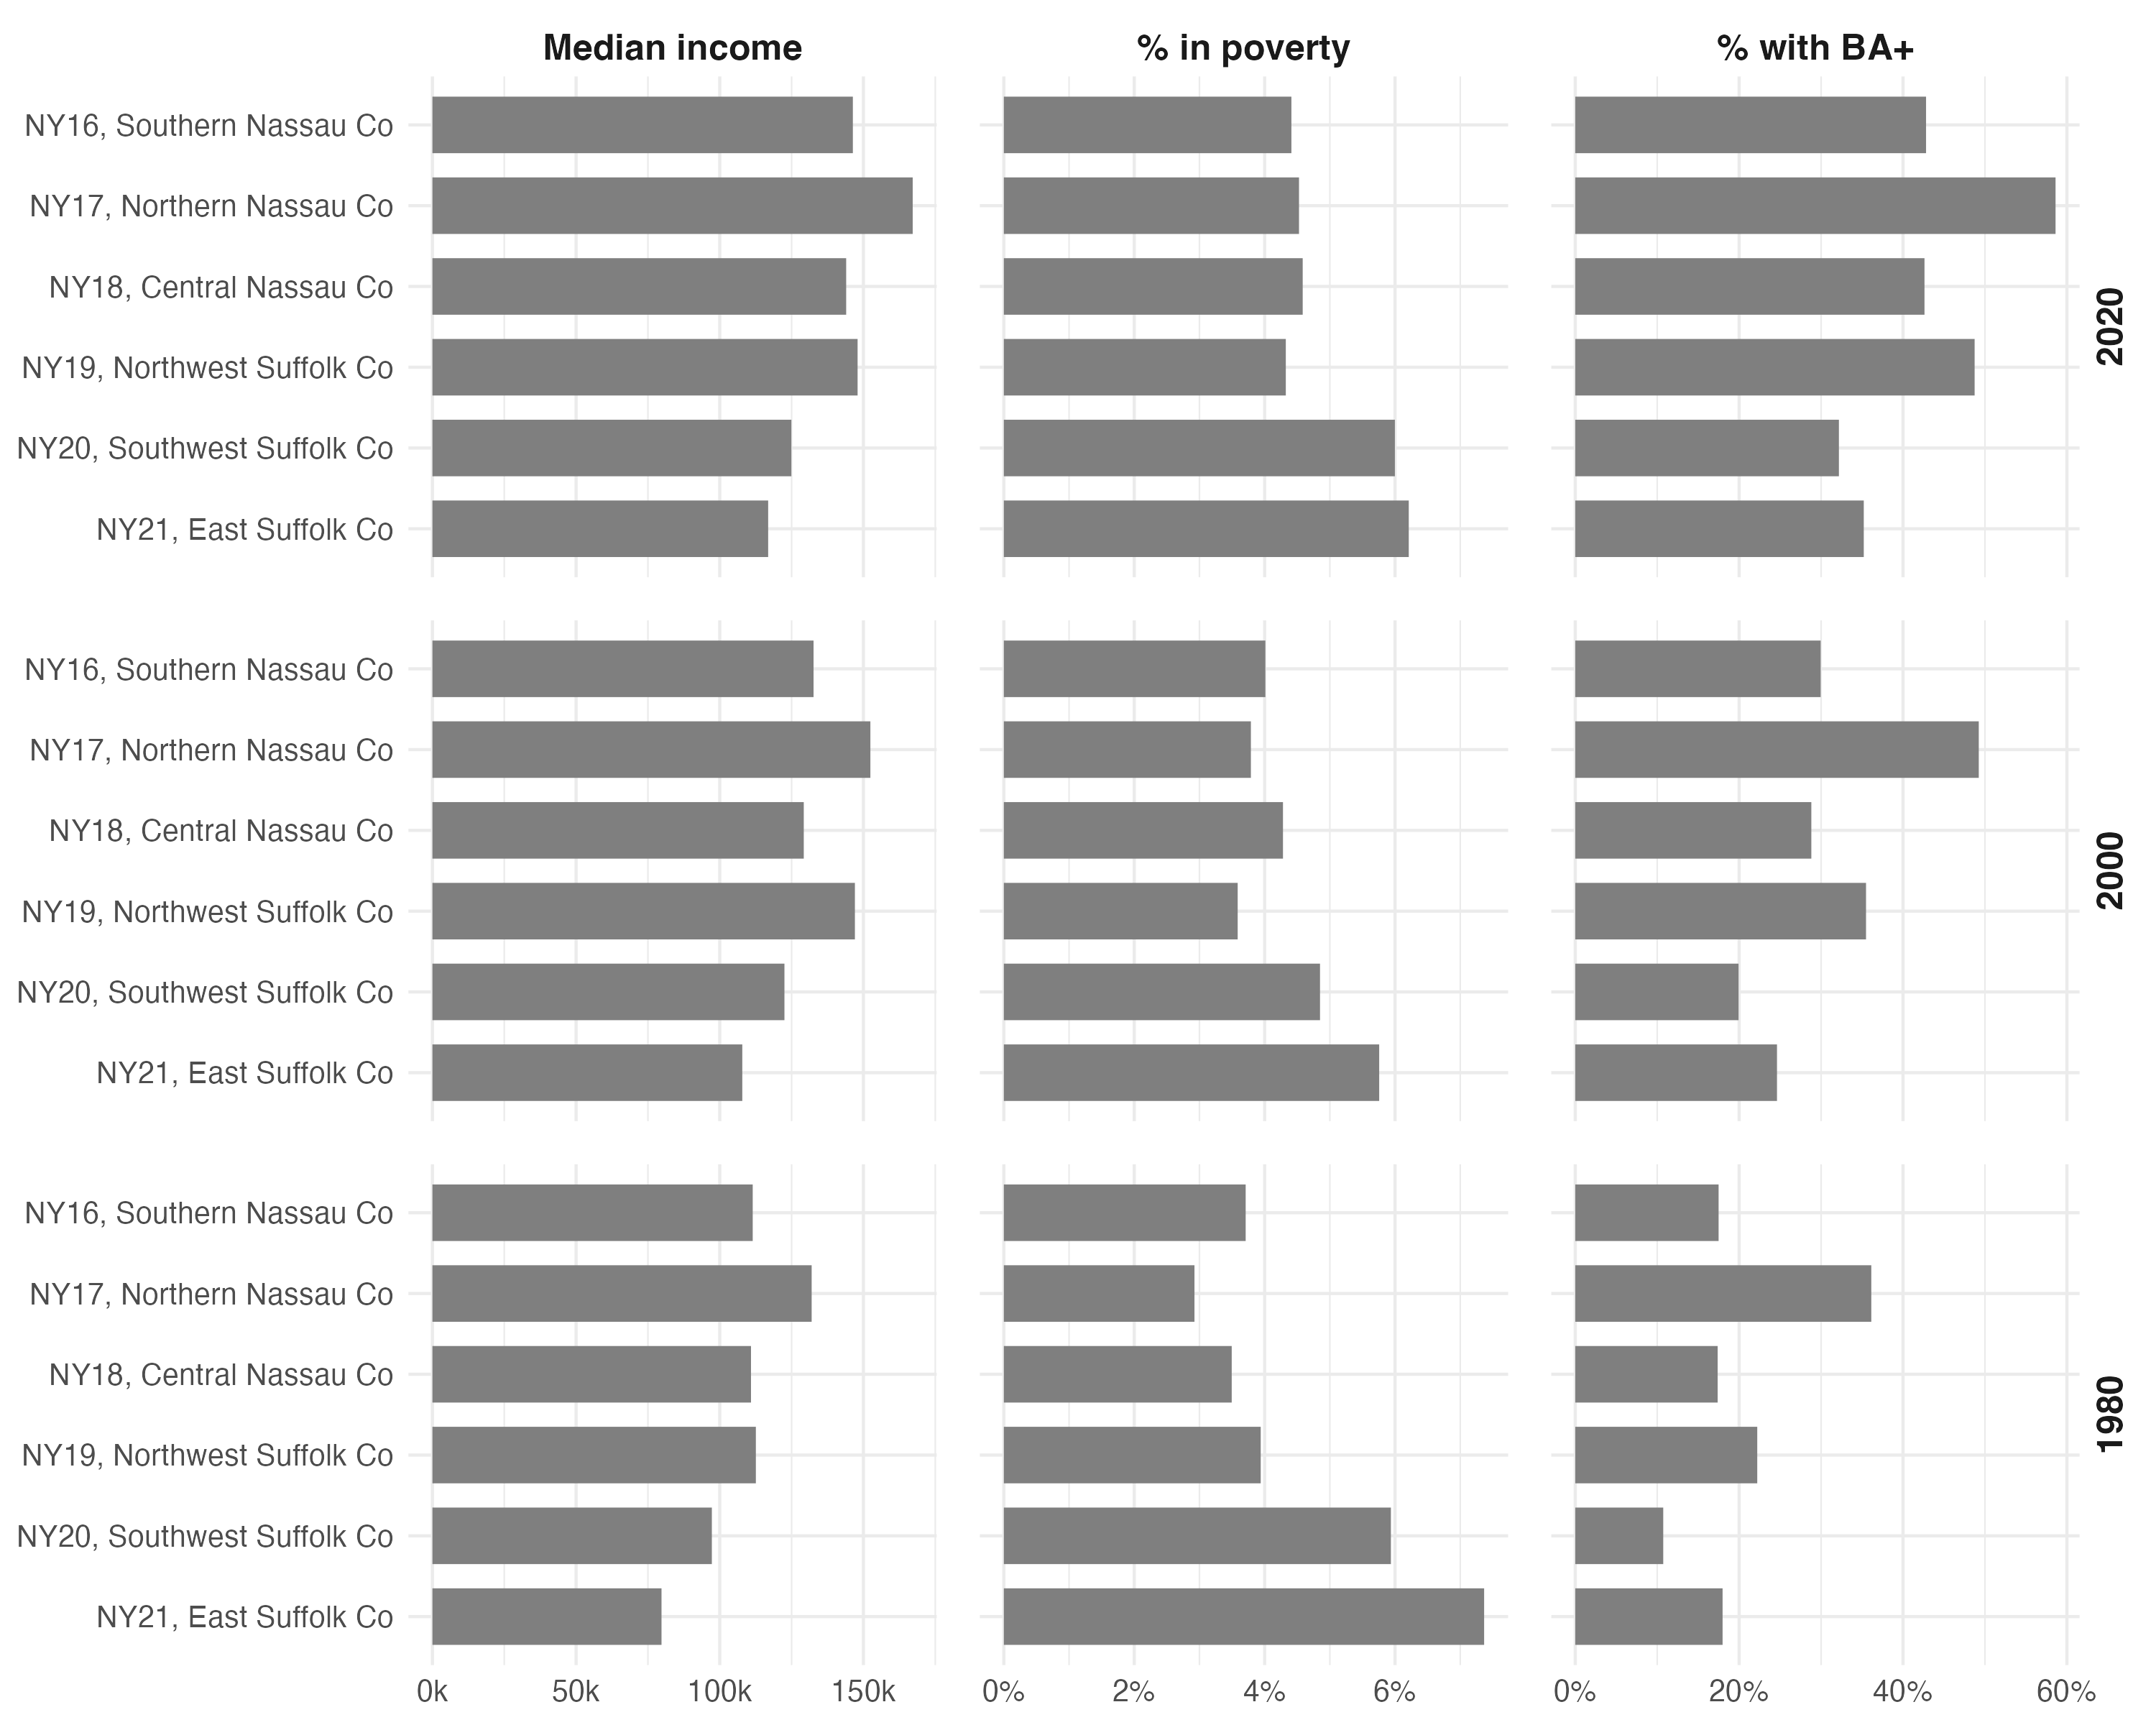 Median income
% in poverty
% with BA+
NY16, Southern Nassau Co
NY17, Northern Nassau Co
NY18, Central Nassau Co
NY19, Northwest Suffolk Co
NY20, Southwest Suffolk Co
NY21, East Suffolk Co
2020
NY16, Southern Nassau Co
NY17, Northern Nassau Co
NY18, Central Nassau Co
NY19, Northwest Suffolk Co
NY20, Southwest Suffolk Co
NY21, East Suffolk Co
2000
NY16, Southern Nassau Co
NY17, Northern Nassau Co
NY18, Central Nassau Co
NY19, Northwest Suffolk Co
NY20, Southwest Suffolk Co
NY21, East Suffolk Co
1980
0k 50k 100k 150k
0% 2% 4% 6%
0% 20% 40% 60%